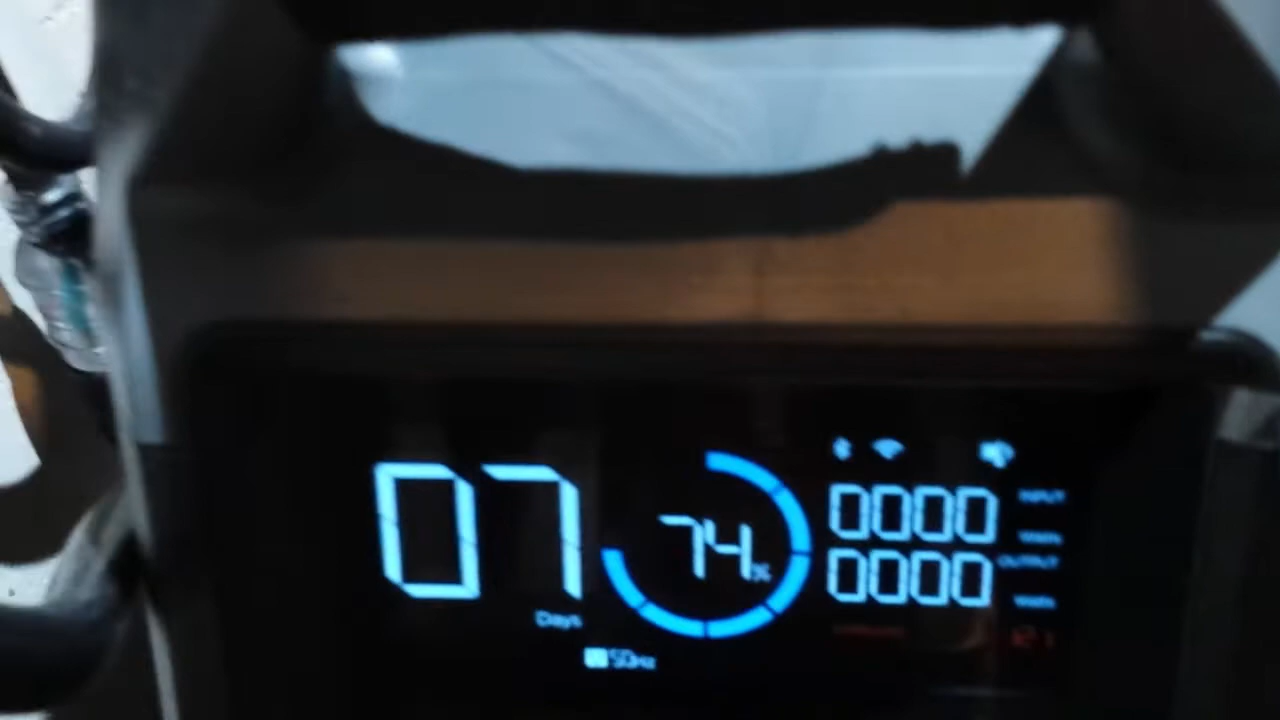 07
Days
74%
50Hz
0000 INPUT
Watts
0000 OUTPUT
Watts